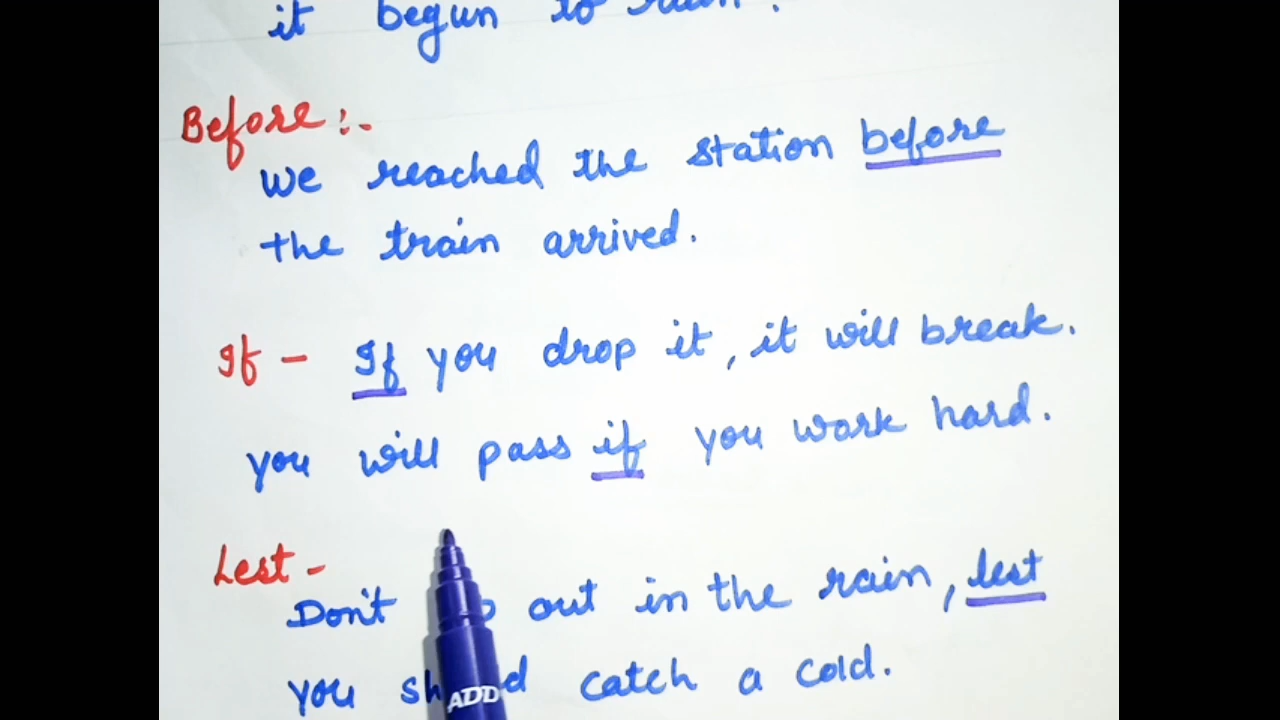 it begun to rain.
Before :-
we reached the station before
the train arrived.
If - If you drop it, it will break.
you will pass if you work hard.
Lest -
Don't out in the rain, lest
you catch a cold.
ADD